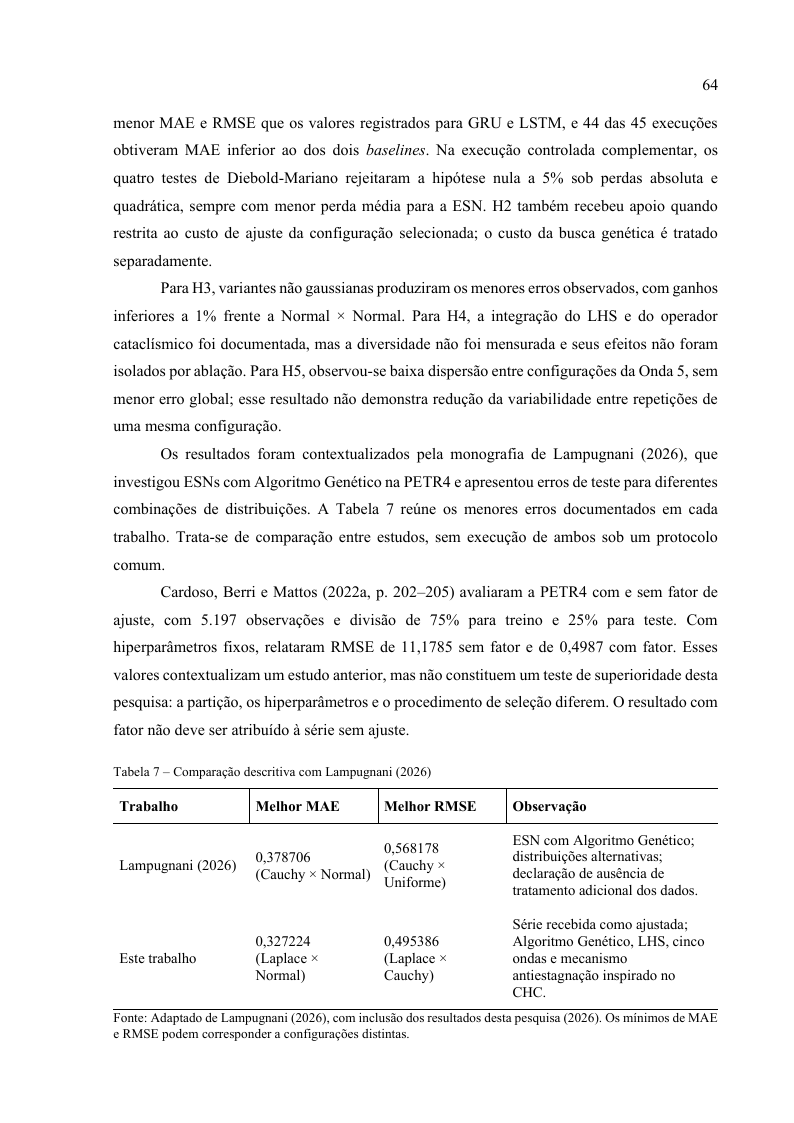 64
menor MAE e RMSE que os valores registrados para GRU e LSTM, e 44 das 45 execuções
obtiveram MAE inferior ao dos dois baselines. Na execução controlada complementar, os
quatro testes de Diebold-Mariano rejeitaram a hipótese nula a 5% sob perdas absoluta e
quadrática, sempre com menor perda média para a ESN. H2 também recebeu apoio quando
restrita ao custo de ajuste da configuração selecionada; o custo da busca genética é tratado
separadamente.
Para H3, variantes não gaussianas produziram os menores erros observados, com ganhos
inferiores a 1% frente a Normal × Normal. Para H4, a integração do LHS e do operador
cataclísmico foi documentada, mas a diversidade não foi mensurada e seus efeitos não foram
isolados por ablação. Para H5, observou-se baixa dispersão entre configurações da Onda 5, sem
menor erro global; esse resultado não demonstra redução da variabilidade entre repetições de
uma mesma configuração.
Os resultados foram contextualizados pela monografia de Lampugnani (2026), que
investigou ESNs com Algoritmo Genético na PETR4 e apresentou erros de teste para diferentes
combinações de distribuições. A Tabela 7 reúne os menores erros documentados em cada
trabalho. Trata-se de comparação entre estudos, sem execução de ambos sob um protocolo
comum.
Cardoso, Berri e Mattos (2022a, p. 202–205) avaliaram a PETR4 com e sem fator de
ajuste, com 5.197 observações e divisão de 75% para treino e 25% para teste. Com
hiperparâmetros fixos, relataram RMSE de 11,1785 sem fator e de 0,4987 com fator. Esses
valores contextualizam um estudo anterior, mas não constituem um teste de superioridade desta
pesquisa: a partição, os hiperparâmetros e o procedimento de seleção diferem. O resultado com
fator não deve ser atribuído à série sem ajuste.
Tabela 7 – Comparação descritiva com Lampugnani (2026)
Trabalho Melhor MAE Melhor RMSE Observação
Lampugnani (2026)
0,378706
(Cauchy × Normal)
0,568178
(Cauchy ×
Uniforme)
ESN com Algoritmo Genético;
distribuições alternativas;
declaração de ausência de
tratamento adicional dos dados.
Este trabalho
0,327224
(Laplace ×
Normal)
0,495386
(Laplace ×
Cauchy)
Série recebida como ajustada;
Algoritmo Genético, LHS, cinco
ondas e mecanismo
antiestagnação inspirado no
CHC.
Fonte: Adaptado de Lampugnani (2026), com inclusão dos resultados desta pesquisa (2026). Os mínimos de MAE
e RMSE podem corresponder a configurações distintas.